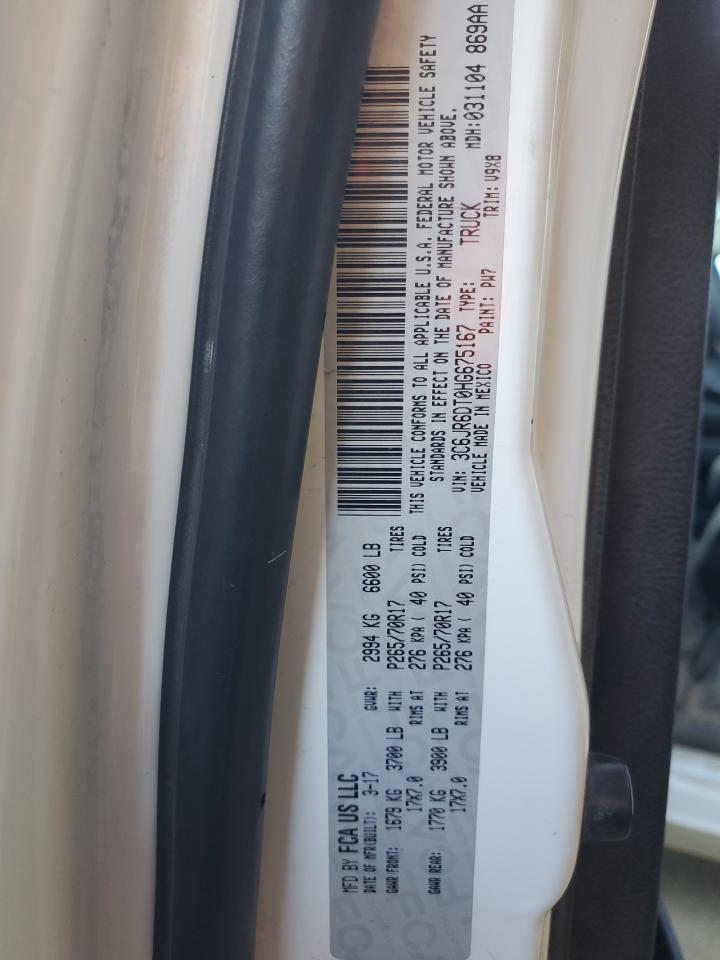 MFD BY FCA US LLC
DATE OF MFR(BUILT): 3-17 GVWR: 2994 KG 6600 LB
GAWR FRONT: 1679 KG 3700 LB WITH P265/70R17 TIRES
17X7.0 RIMS AT 276 KPA ( 40 PSI) COLD
GAWR REAR: 1770 KG 3900 LB WITH P265/70R17 TIRES
17X7.0 RIMS AT 276 KPA ( 40 PSI) COLD
THIS VEHICLE CONFORMS TO ALL APPLICABLE U.S.A. FEDERAL MOTOR VEHICLE SAFETY
STANDARDS IN EFFECT ON THE DATE OF MANUFACTURE SHOWN ABOVE.
VIN: 3C6JR6DT0HG675167 TYPE: TRUCK MDH:031104 869AA
VEHICLE MADE IN MEXICO PAINT: PW7 TRIM: V9X8